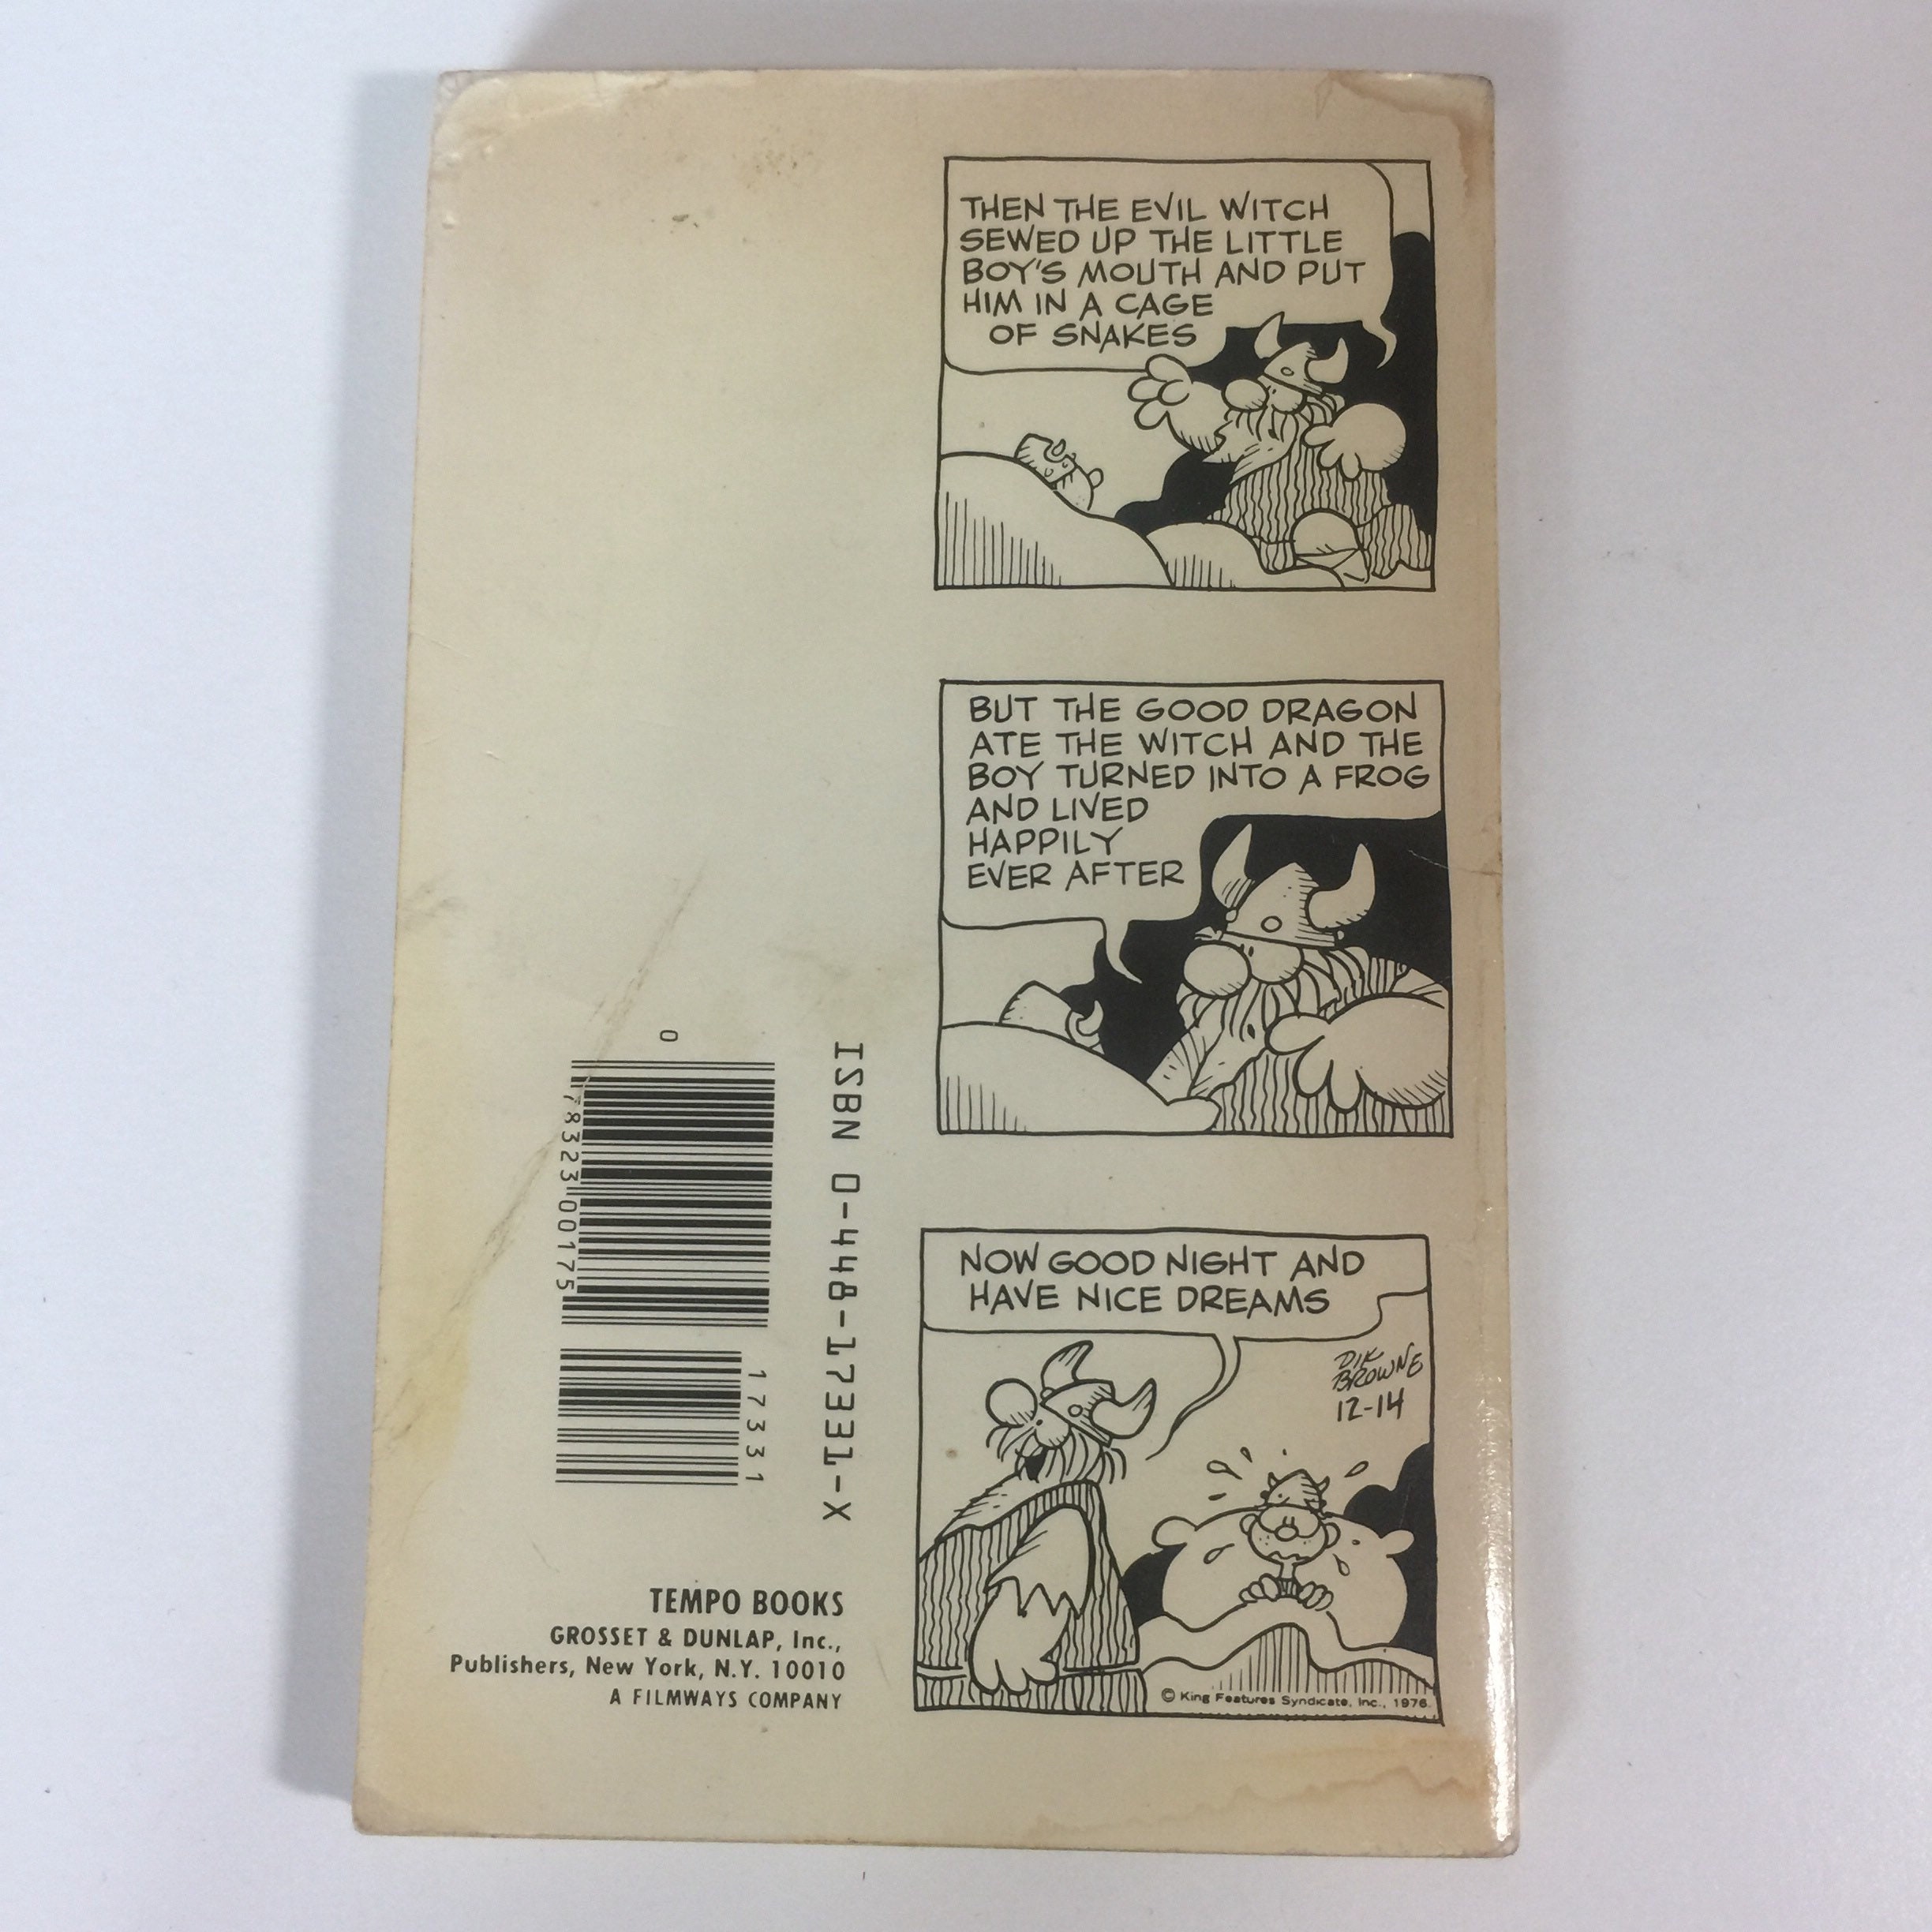 THEN THE EVIL WITCH
SEWED UP THE LITTLE
BOY'S MOUTH AND PUT
HIM IN A CAGE
OF SNAKES
BUT THE GOOD DRAGON
ATE THE WITCH AND THE
BOY TURNED INTO A FROG
AND LIVED
HAPPILY
EVER AFTER
NOW GOOD NIGHT AND
HAVE NICE DREAMS
DIK
BROWNE
12-14
© King Features Syndicate, Inc., 1976.
ISBN 0-448-17331-X
0
78323 00175
17331
TEMPO BOOKS
GROSSET & DUNLAP, Inc.,
Publishers, New York, N.Y. 10010
A FILMWAYS COMPANY